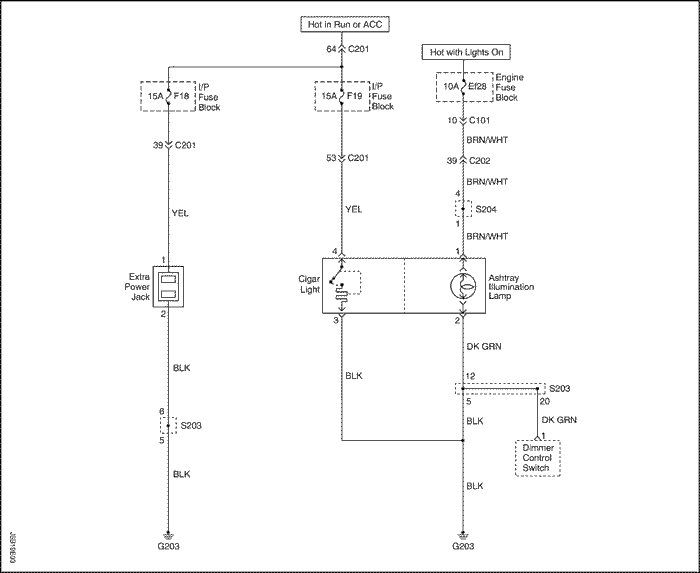 Hot in Run or ACC
64 C201
Hot with Lights On
15A F18
I/P
Fuse
Block
15A F19
I/P
Fuse
Block
10A Ef28
Engine
Fuse
Block
10 C101
BRN/WHT
39 C201
53 C201
39 C202
BRN/WHT
4
S204
1
YEL
YEL
BRN/WHT
1
4
1
Extra
Power
Jack
Cigar
Light
Ashtray
Illumination
Lamp
2
3
2
DK GRN
BLK
BLK
12
S203
5
20
6
S203
5
BLK
DK GRN
1
Dimmer
Control
Switch
BLK
BLK
G203
G203